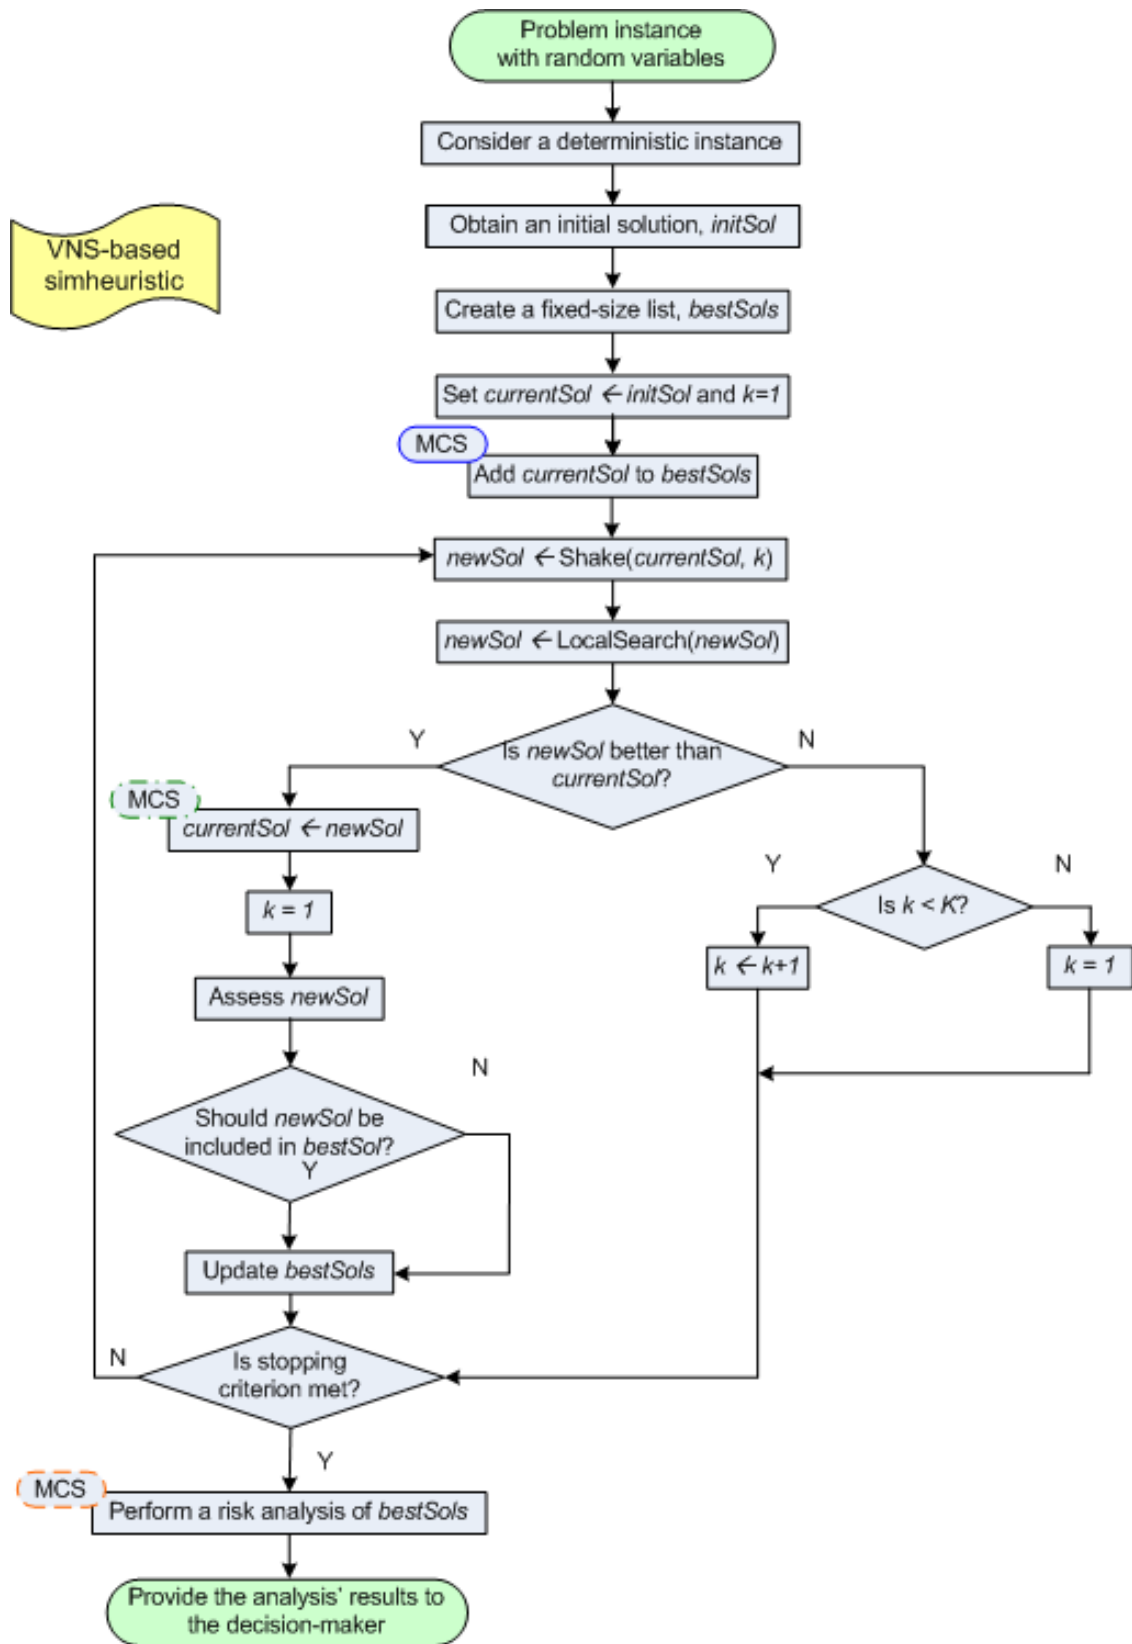 Problem instance
with random variables
Consider a deterministic instance
Obtain an initial solution, initSol
VNS-based
simheuristic
Create a fixed-size list, bestSols
Set currentSol ← initSol and k=1
MCS
Add currentSol to bestSols
newSol ← Shake(currentSol, k)
newSol ← LocalSearch(newSol)
Is newSol better than
currentSol?
Y
N
MCS
currentSol ← newSol
k = 1
Assess newSol
Is k < K?
Y
N
k ← k+1
k = 1
Should newSol be
included in bestSol?
Y
N
Update bestSols
Is stopping
criterion met?
N
Y
MCS
Perform a risk analysis of bestSols
Provide the analysis' results to
the decision-maker